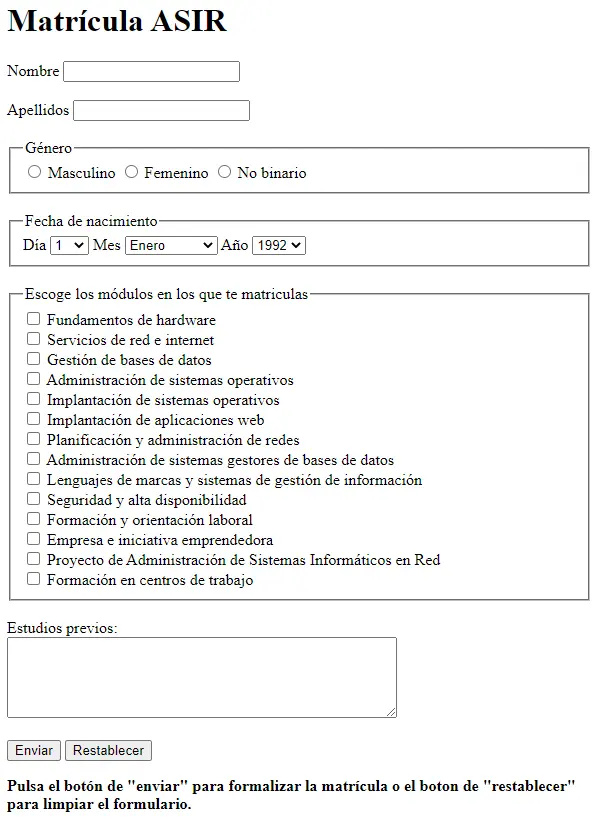 Matrícula ASIR
Nombre
Apellidos
Género
Masculino Femenino No binario
Fecha de nacimiento
Día 1 Mes Enero Año 1992
Escoge los módulos en los que te matriculas
Fundamentos de hardware
Servicios de red e internet
Gestión de bases de datos
Administración de sistemas operativos
Implantación de sistemas operativos
Implantación de aplicaciones web
Planificación y administración de redes
Administración de sistemas gestores de bases de datos
Lenguajes de marcas y sistemas de gestión de información
Seguridad y alta disponibilidad
Formación y orientación laboral
Empresa e iniciativa emprendedora
Proyecto de Administración de Sistemas Informáticos en Red
Formación en centros de trabajo
Estudios previos:
Enviar Restablecer
Pulsa el botón de "enviar" para formalizar la matrícula o el boton de "restablecer"
para limpiar el formulario.